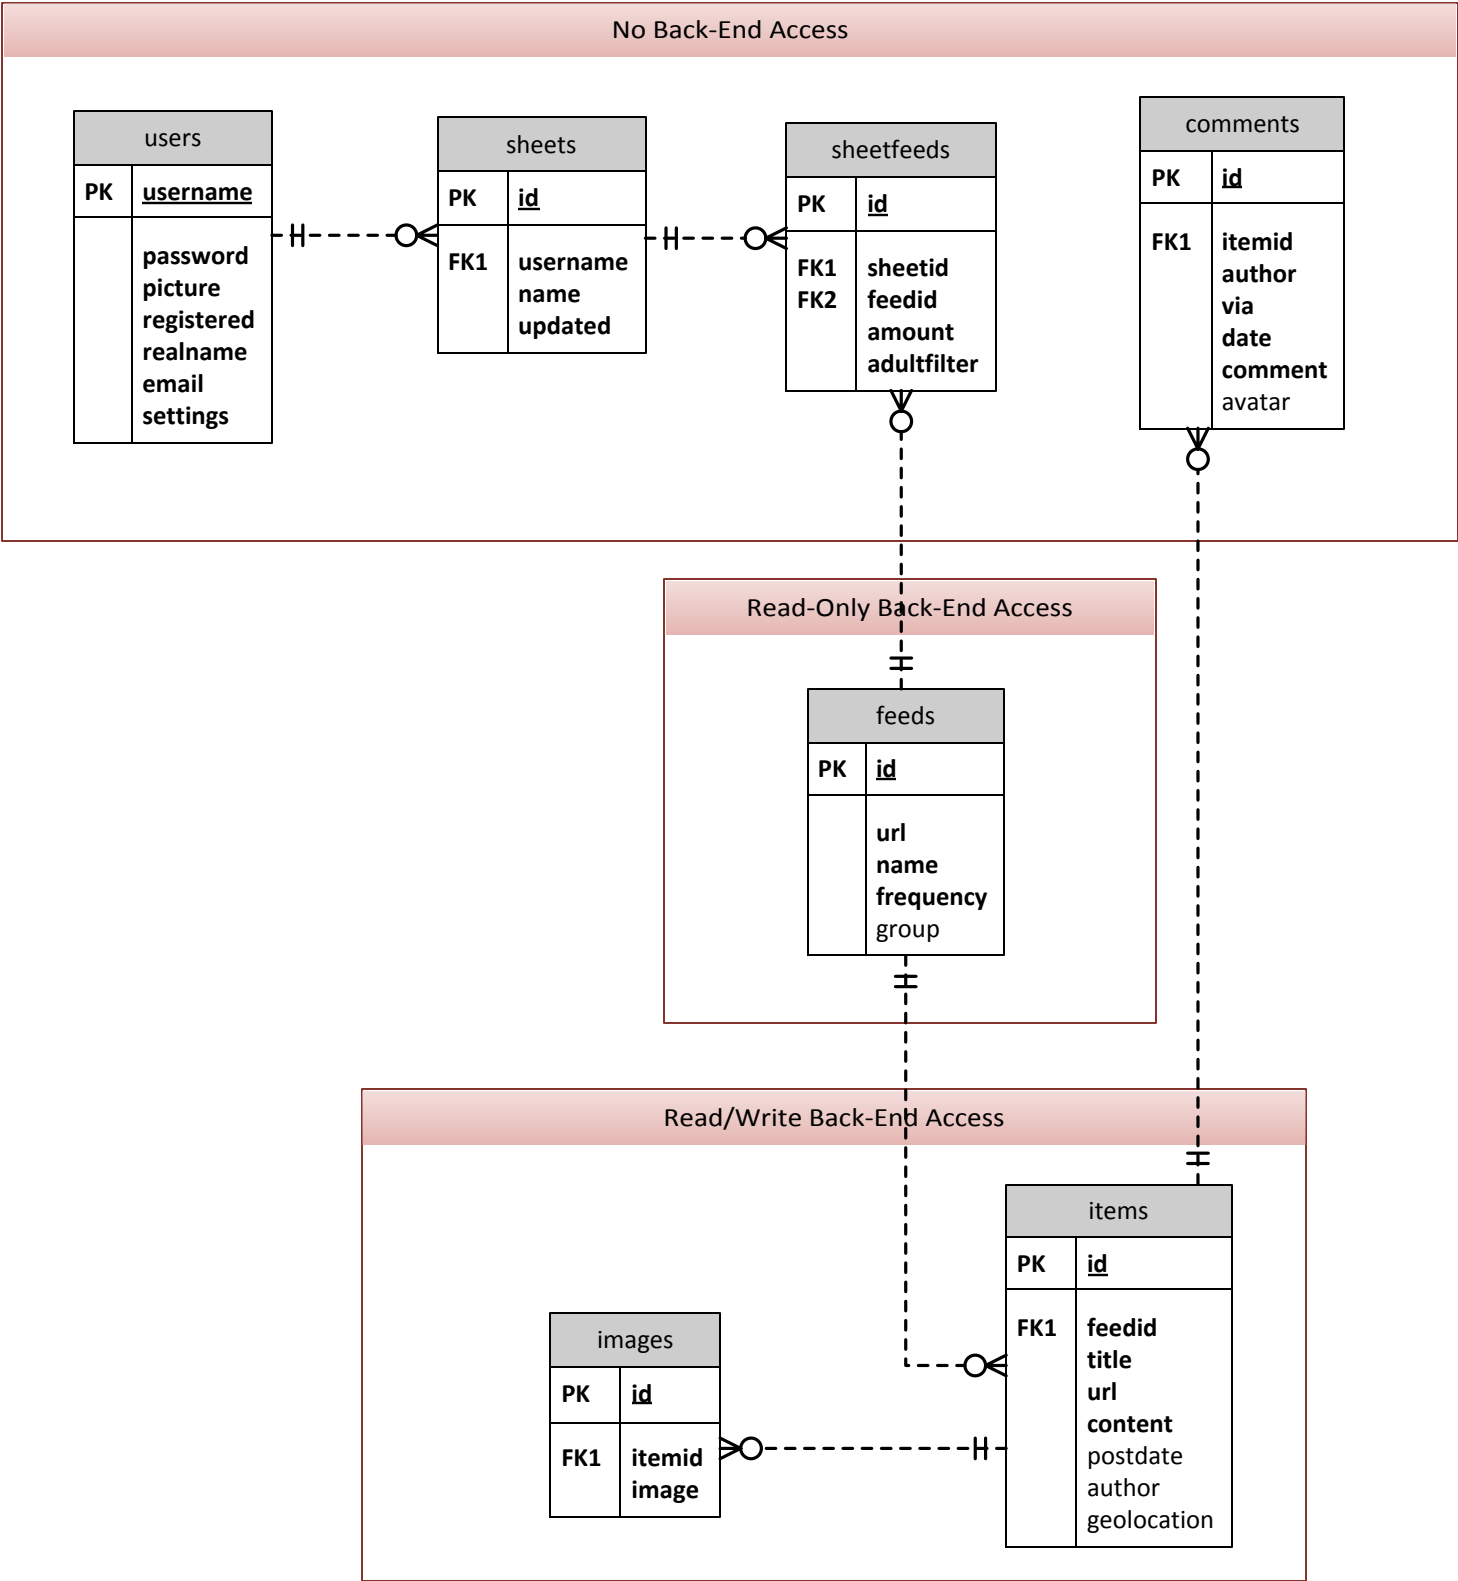 No Back-End Access
users
PK username
password
picture
registered
realname
email
settings
sheets
PK id
FK1 username
name
updated
sheetfeeds
PK id
FK1 sheetid
FK2 feedid
amount
adultfilter
comments
PK id
FK1 itemid
author
via
date
comment
avatar
Read-Only Back-End Access
feeds
PK id
url
name
frequency
group
Read/Write Back-End Access
images
PK id
FK1 itemid
image
items
PK id
FK1 feedid
title
url
content
postdate
author
geolocation